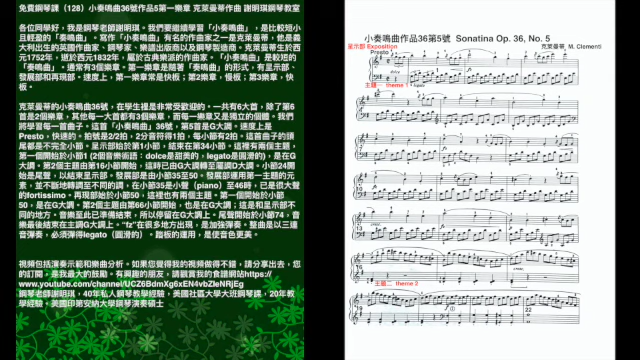 免費鋼琴課（128）小奏鳴曲36號作品5第一樂章 克萊曼蒂作曲 謝明琪鋼琴教室
各位同學好，我是鋼琴老師謝明琪。我們要繼續學習「小奏鳴曲」，是比較短小
且輕盈的「奏鳴曲」。寫作「小奏鳴曲」有名的作曲家之一是克萊曼蒂，他是義
大利出生的英國作曲家、鋼琴家、樂譜出版商以及鋼琴製造商。克萊曼蒂生於西
元1752年，逝於西元1832年，屬於古典樂派的作曲家。「小奏鳴曲」是較短的
「奏鳴曲」。通常有3個樂章。第一樂章是隨著「奏鳴曲」的形式，有呈示部、
發展部和再現部。速度上，第一樂章常是快板；第2樂章，慢板；第3樂章，快
板。
克萊曼蒂的小奏鳴曲36號，在學生裡是非常受歡迎的。一共有6大首，除了第6
首是2個樂章，其他每一大首都有3個樂章，而每一樂章又是獨立的個體。我們
將學習每一首曲子。這首「小奏鳴曲」36號，第5首是G大調。速度上是
Presto，快速的。拍號是2/2拍，2分音符得1拍，每小節有2拍。這首曲子的頭
尾都是不完全小節。呈示部始於第1小節，結束在第34小節。這裡有兩個主題，
第一個開始於小節1 (2個音樂術語：dolce是甜美的，legato是圓滑的)，是在G
大調。第2個主題由第16小節開始，這時已由G大調轉至屬調D大調。小節24開
始是尾聲，以結束呈示部。發展部是由小節35至50。發展部運用第一主題的元
素，並不斷地轉調至不同的調，在小節35是小聲（piano）至46時，已是很大聲
的fortissimo。再現部始於小節50，這裡也有兩個主題。第一個開始於小節
50，是在G大調。第2個主題由第66小節開始，也是在G大調；這是和呈示部不
同的地方。音樂至此已準備結束，所以停留在G大調上。尾聲開始於小節74，音
樂最後結束在主調G大調上。“fz”在很多地方出現，是加強彈奏。整曲是以三連
音彈奏，必須彈得legato（圓滑的）。踏板的運用，是使音色更美。
視頻包括演奏示範和樂曲分析。如果您覺得我的視頻做得不錯，請分享出去，您
的訂閱，是我最大的鼓勵。有興趣的朋友，請觀賞我的食譜網站https://
www.youtube.com/channel/UCZ6BdmXg6xEN4vbZleNRjEg
鋼琴老師謝明琪，40年私人鋼琴教學經驗，美國社區大學大班鋼琴課，20年教
學經驗，美國印第安納大學鋼琴演奏碩士
小奏鳴曲作品36第5號 Sonatina Op. 36, No. 5
呈示部 Exposition
克萊曼蒂 M. Clementi
Presto
dolce
主題一 theme 1
legato
主題二 theme 2
22